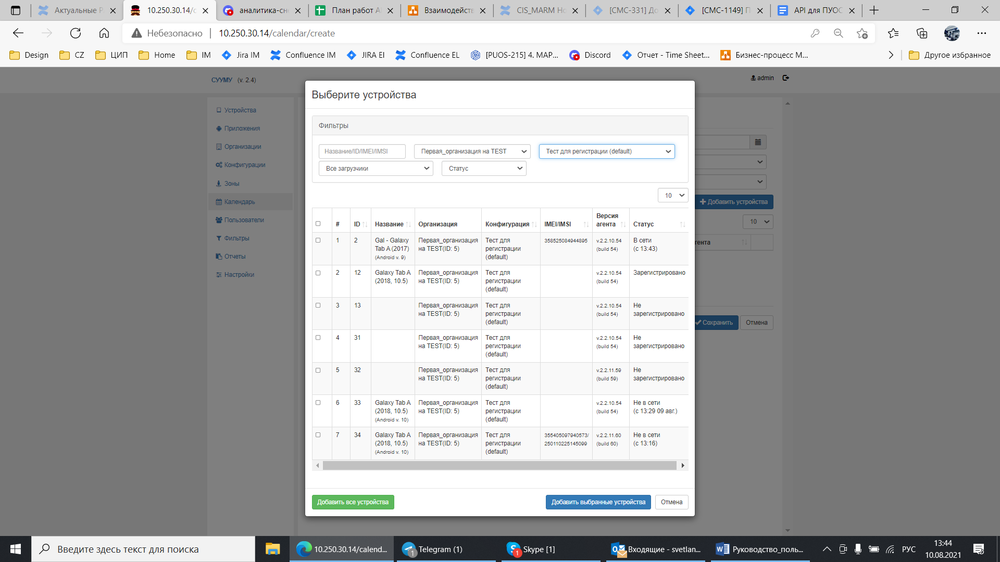 Актуальные Р
10.250.30.14/c
аналитика-сн
План работ А
Взаимодейст
CIS_MARM Но
[СМС-331] До
[СМС-1149] П
API для ПУОС
Небезопасно
10.250.30.14/calendar/create
Design
CZ
ЦИП
Home
IM
Jira IM
Confluence IM
JIRA EI
Confluence EL
[PUOS-215] 4. MAP...
Discord
Отчет - Time Sheet...
Бизнес-процесс М...
Другое избранное
СУУМУ (v. 2.4)
admin
Устройства
Приложения
Организации
Конфигурации
Зоны
Календарь
Пользователи
Фильтры
Отчеты
Настройки
Выберите устройства
Фильтры
Название/ID/IMEI/IMSI
Первая_организация на TEST
Тест для регистрации (default)
Все загрузчики
Статус
10
# ID Название Организация Конфигурация IMEI/IMSI Версия агента Статус
1 2 Gal - Galaxy Tab A (2017) (Android v. 9) Первая_организация на TEST(ID: 5) Тест для регистрации (default) 358525084944895 v.2.2.10.54 (build 54) В сети (с 13:43)
2 12 Galaxy Tab A (2018, 10.5) Первая_организация на TEST(ID: 5) Тест для регистрации (default) v.2.2.10.54 (build 54) Зарегистрировано
3 13 Первая_организация на TEST(ID: 5) Тест для регистрации (default) v.2.2.10.54 (build 54) Не зарегистрировано
4 31 Первая_организация на TEST(ID: 5) Тест для регистрации (default) v.2.2.10.54 (build 54) Не зарегистрировано
5 32 Первая_организация на TEST(ID: 5) Тест для регистрации (default) v.2.2.11.59 (build 59) Не зарегистрировано
6 33 Galaxy Tab A (2018, 10.5) (Android v. 10) Первая_организация на TEST(ID: 5) Тест для регистрации (default) v.2.2.10.54 (build 54) Не в сети (с 13:29 09 авг.)
7 34 Galaxy Tab A (2018, 10.5) (Android v. 10) Первая_организация на TEST(ID: 5) Тест для регистрации (default) 355405097940573/ 250110225145099 v.2.2.11.60 (build 60) Не в сети (с 13:16)
Добавить все устройства
Добавить выбранные устройства
Отмена
Добавить устройства
10
гента
Сохранить
Отмена
Введите здесь текст для поиска
10.250.30.14/calend...
1
Telegram (1)
1
Skype [1]
Входящие - svetlan...
Руководство_поль...
РУС
13:44
10.08.2021